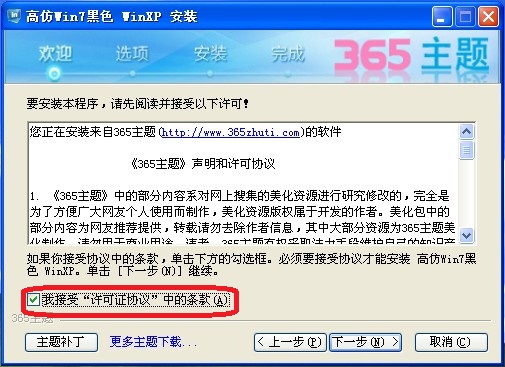 高仿Win7黑色 WinXP 安装
欢迎 选项 安装 完成
365 主题
要安装本程序，请先阅读并接受以下许可！
您正在安装来自365主题(http://www.365zhuti.com)的软件
《365主题》声明和许可协议
1. 《365主题》中的部分内容系对网上搜集的美化资源进行研究修改的，完全是
为了方便广大网友个人使用而制作，美化资源版权属于开发的作者。美化包中的
部分内容为网友推荐提供，转载请勿去除作者信息，其中大部分资源为365主题美
化制作，请勿用于商业用途，违者，365主题有权采取法力手段维护自己的知识产
如果你接受协议中的条款，单击下方的勾选框。必须要接受协议才能安装 高仿Win7黑
色 WinXP。单击 [下一步(N)] 继续。
我接受“许可证协议”中的条款(A)
365主题
主题补丁 更多主题下载... < 上一步(P) 下一步(N) > 取消(C)